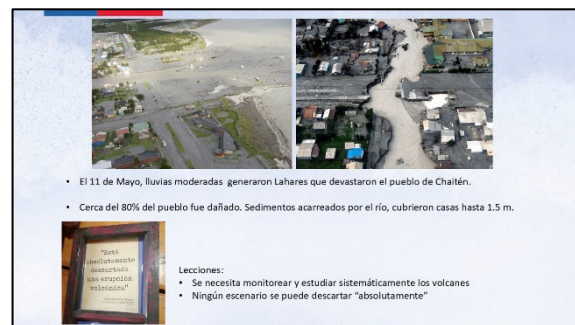 • El 11 de Mayo, lluvias moderadas generaron Lahares que devastaron el pueblo de Chaitén.
• Cerca del 80% del pueblo fue dañado. Sedimentos acarreados por el río, cubrieron casas hasta 1.5 m.
"Está
absolutamente
descartada
una erupción
volcánica"
Lecciones:
• Se necesita monitorear y estudiar sistemáticamente los volcanes
• Ningún escenario se puede descartar "absolutamente"